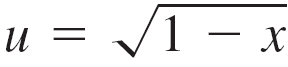 u = √1 − x